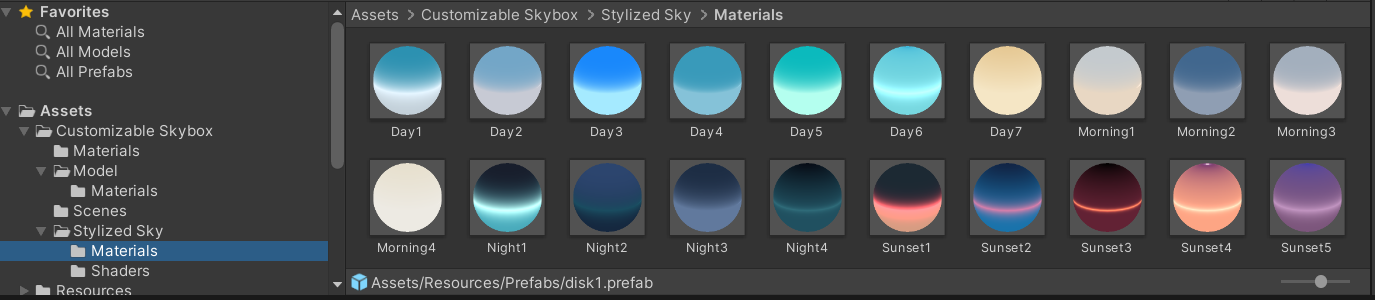 Favorites
All Materials
All Models
All Prefabs
Assets
Customizable Skybox
Materials
Model
Materials
Scenes
Stylized Sky
Materials
Shaders
Resources
Assets > Customizable Skybox > Stylized Sky > Materials
Day1 Day2 Day3 Day4 Day5 Day6 Day7 Morning1 Morning2 Morning3
Morning4 Night1 Night2 Night3 Night4 Sunset1 Sunset2 Sunset3 Sunset4 Sunset5
Assets/Resources/Prefabs/disk1.prefab